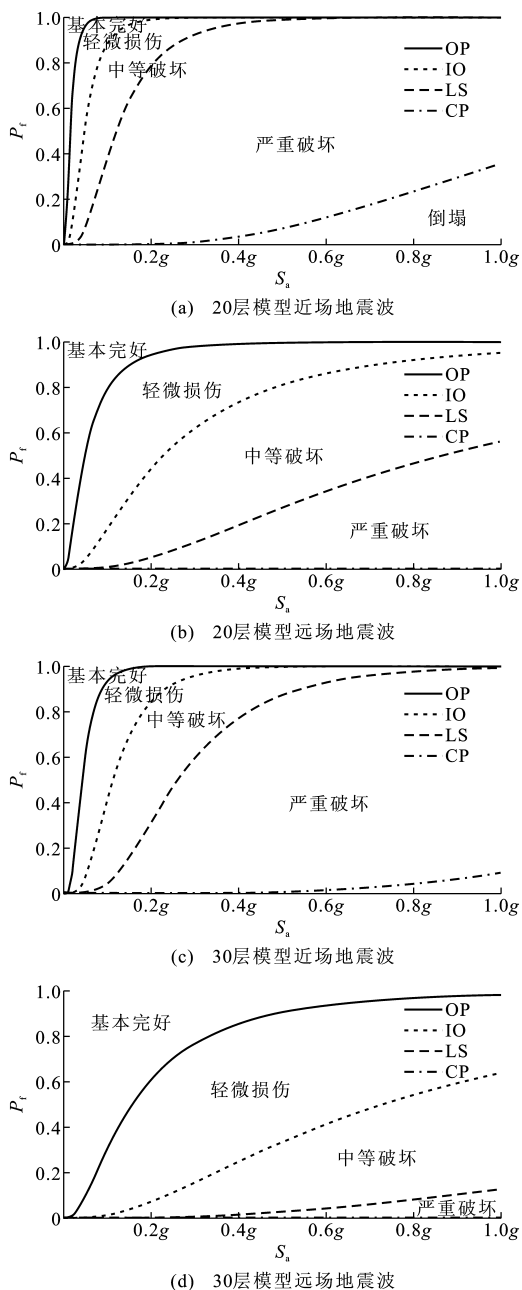 1.0
基本完好
轻微损伤
OP
0.8
中等破坏
IO
LS
0.6
CP
Pf
严重破坏
0.4
0.2
倒塌
0
0.2g
0.4g
0.6g
0.8g
1.0g
Sa
(a) 20层模型近场地震波
1.0
基本完好
OP
0.8
轻微损伤
IO
LS
0.6
CP
Pf
中等破坏
0.4
严重破坏
0.2
0
0.2g
0.4g
0.6g
0.8g
1.0g
Sa
(b) 20层模型远场地震波
1.0
基本完好
轻微损伤
OP
0.8
中等破坏
IO
LS
0.6
CP
Pf
严重破坏
0.4
0.2
0
0.2g
0.4g
0.6g
0.8g
1.0g
Sa
(c) 30层模型近场地震波
1.0
基本完好
OP
0.8
IO
LS
轻微损伤
0.6
CP
Pf
0.4
中等破坏
0.2
严重破坏
0
0.2g
0.4g
0.6g
0.8g
1.0g
Sa
(d) 30层模型远场地震波